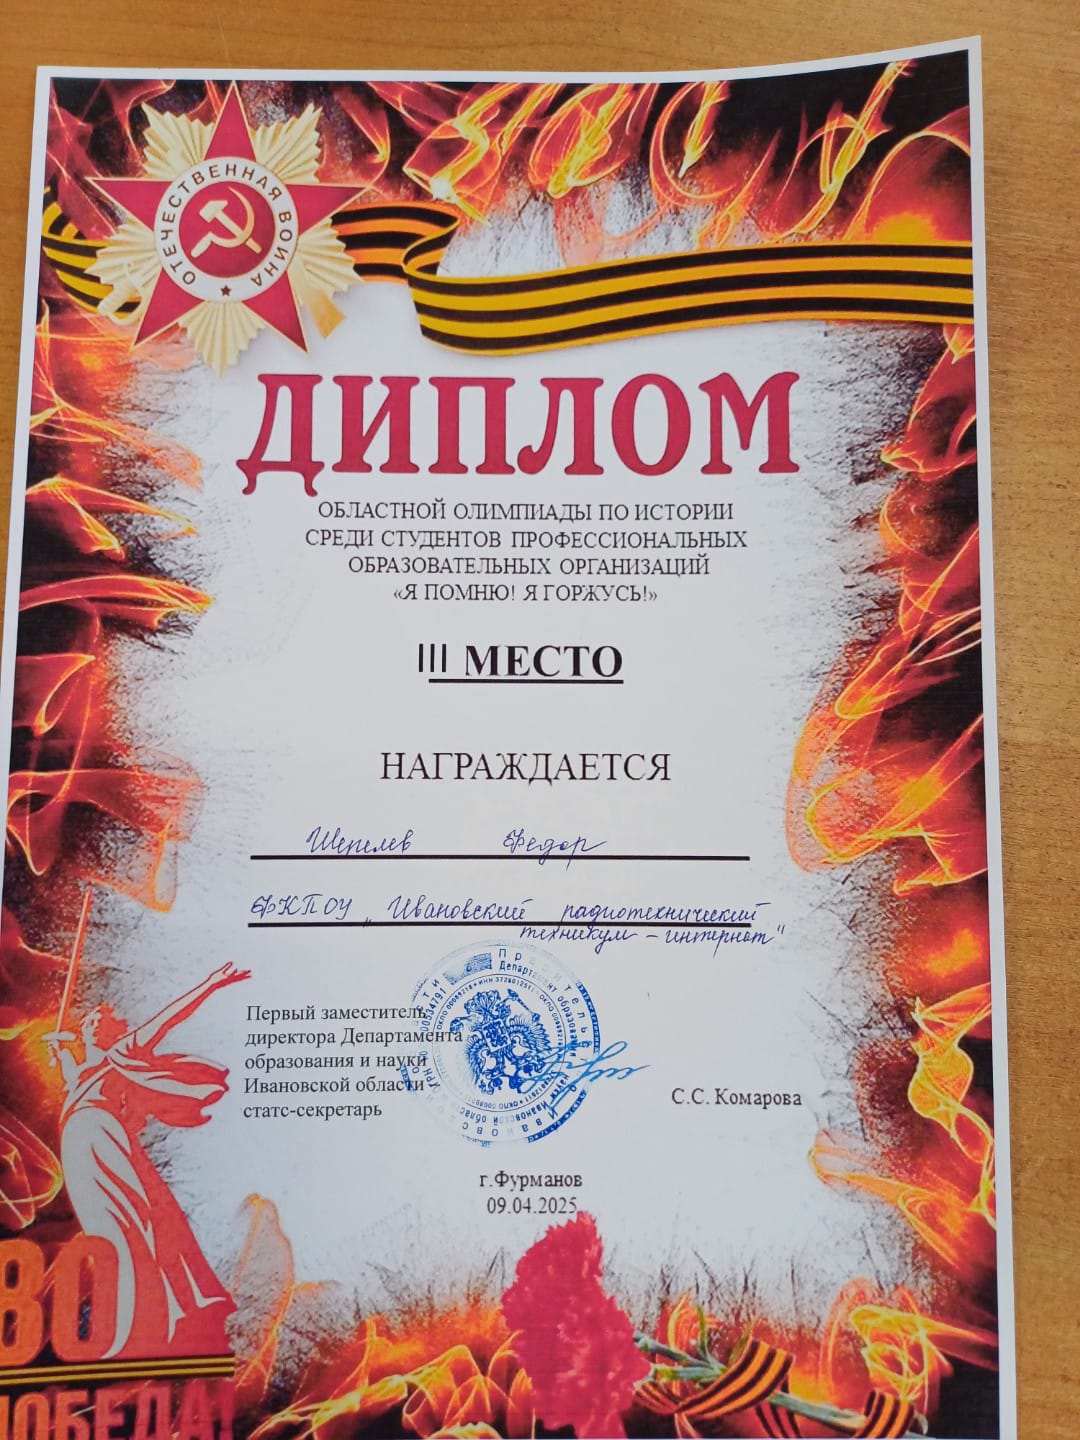 ОТЕЧЕСТВЕННАЯ ВОЙНА
ДИПЛОМ
ОБЛАСТНОЙ ОЛИМПИАДЫ ПО ИСТОРИИ
СРЕДИ СТУДЕНТОВ ПРОФЕССИОНАЛЬНЫХ
ОБРАЗОВАТЕЛЬНЫХ ОРГАНИЗАЦИЙ
«Я ПОМНЮ! Я ГОРЖУСЬ!»
III МЕСТО
НАГРАЖДАЕТСЯ
Шепелев Федор
ФКПОУ „Ивановский радиотехнический
техникум - интернат"
Первый заместитель
директора Департамента
образования и науки
Ивановской области -
статс-секретарь
С.С. Комарова
г.Фурманов
09.04.2025
80
ПОБЕДА!